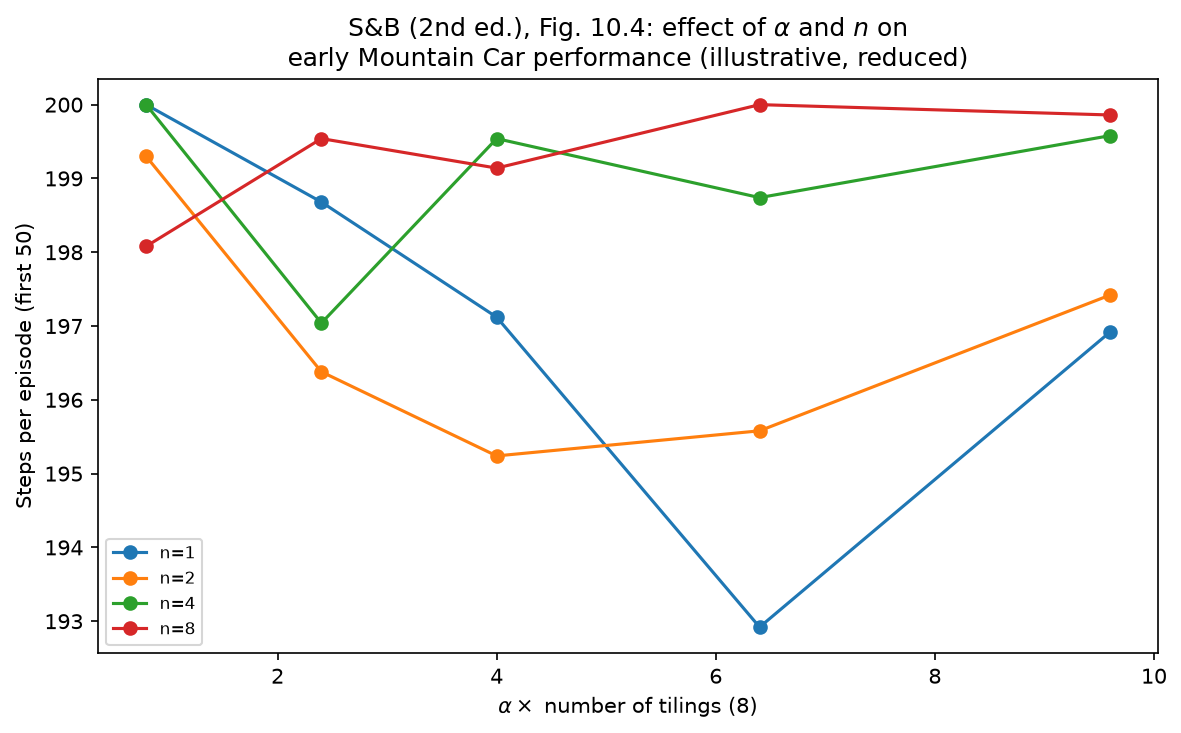 S&B (2nd ed.), Fig. 10.4: effect of α and n on
early Mountain Car performance (illustrative, reduced)
Steps per episode (first 50)
200
199
198
197
196
195
194
193
n=1
n=2
n=4
n=8
2 4 6 8 10
α × number of tilings (8)